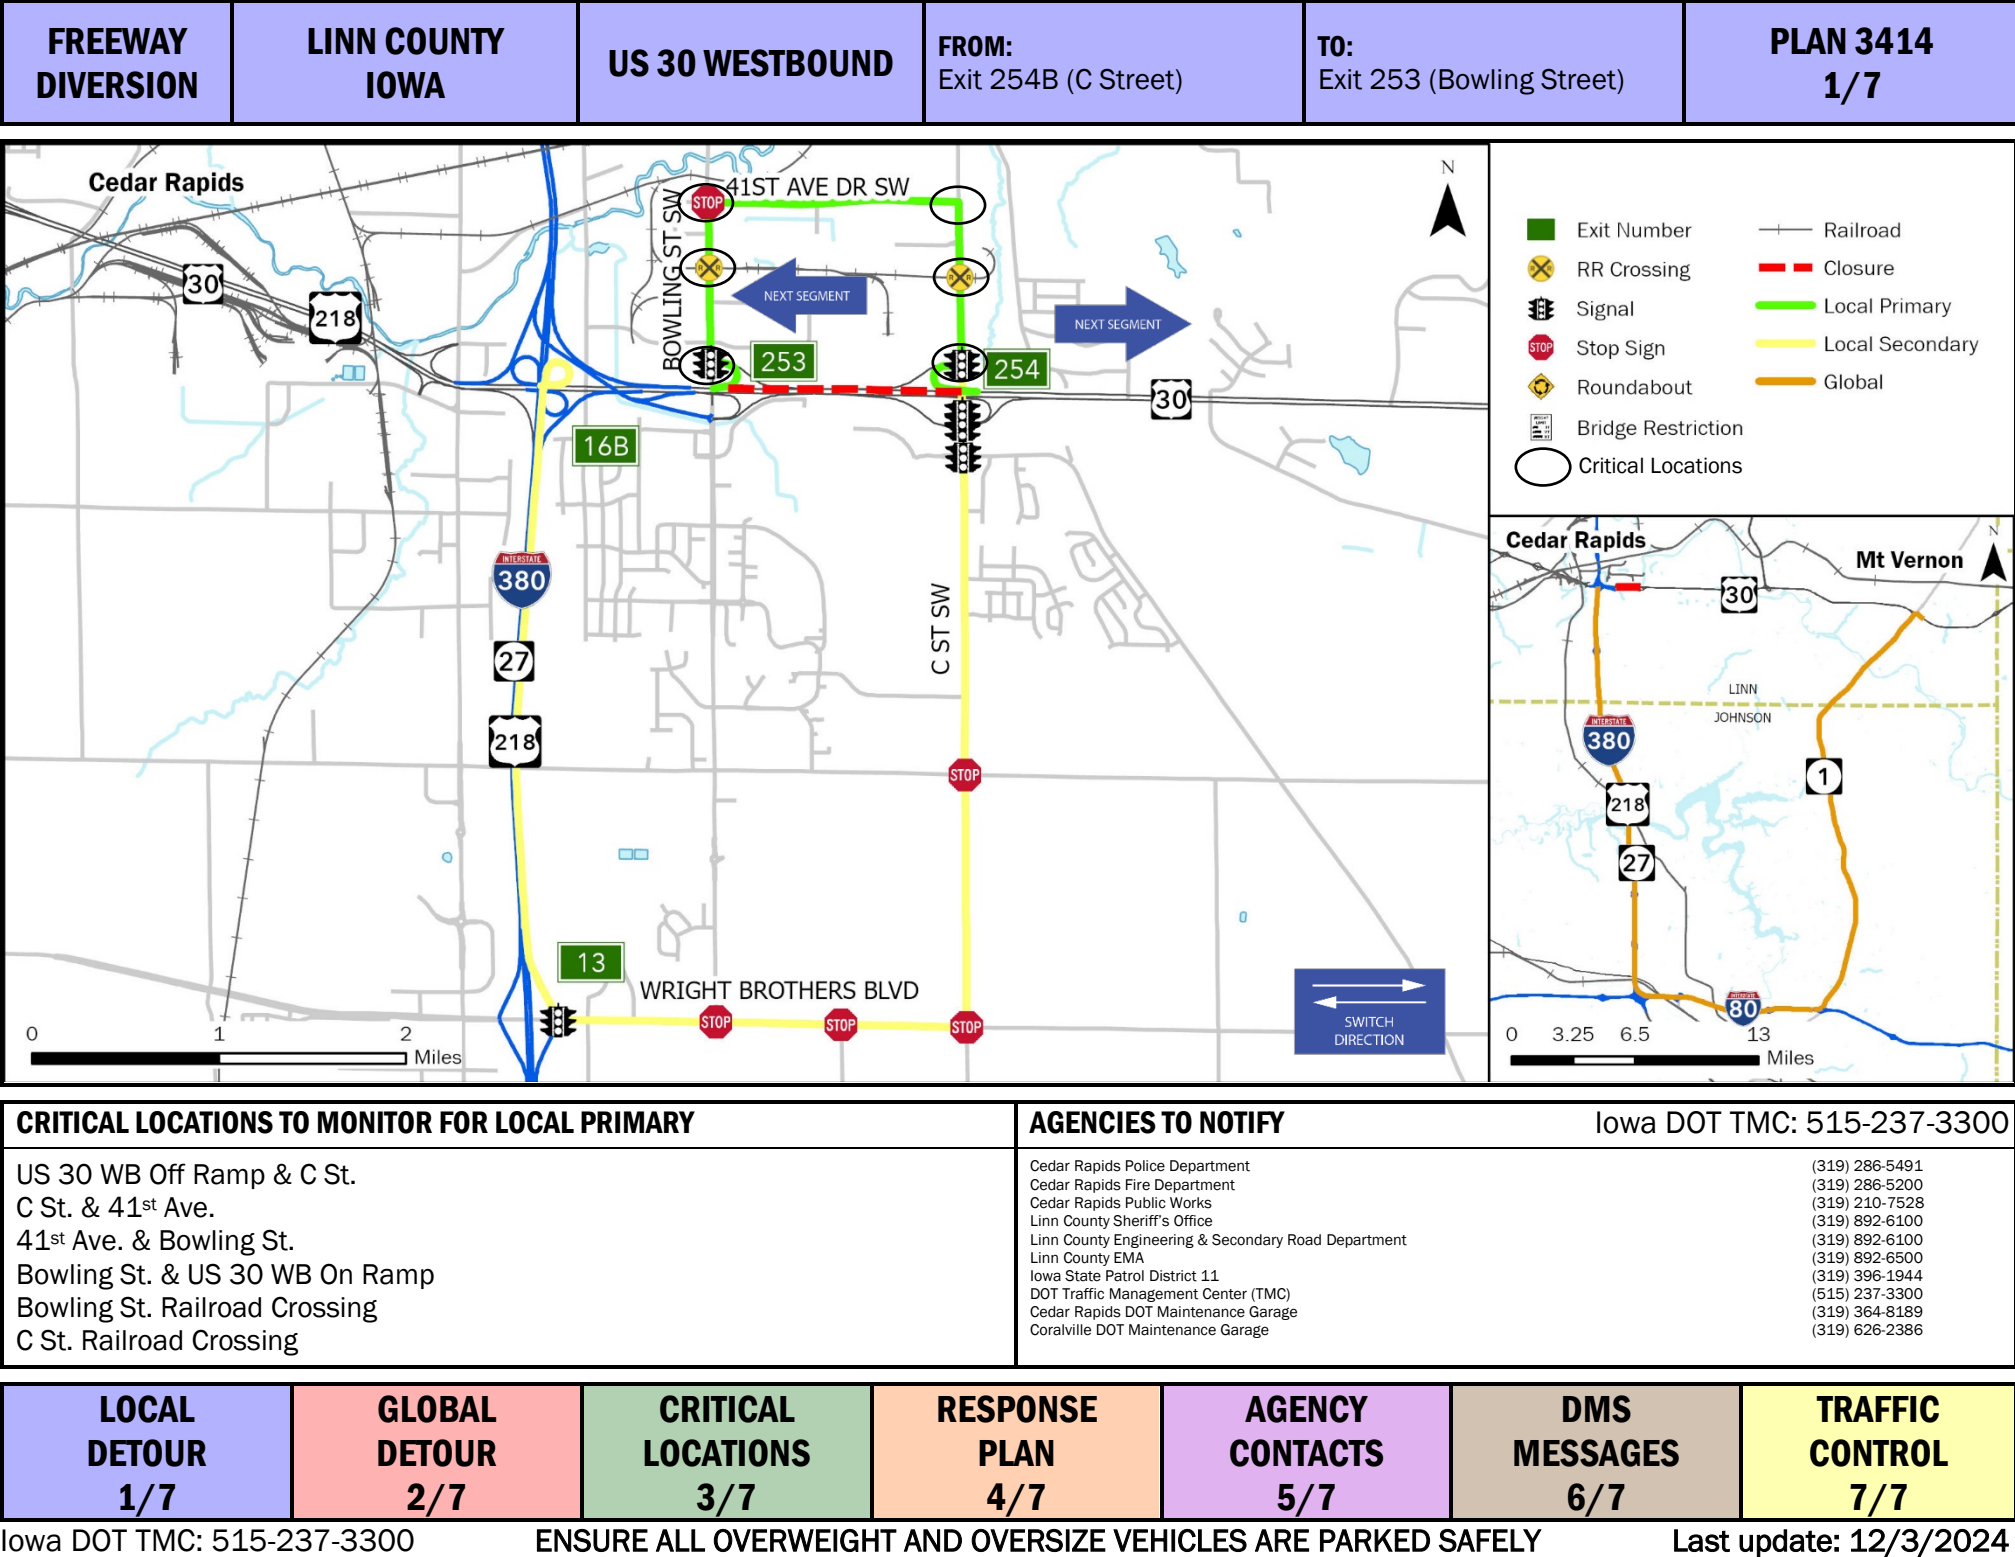 FREEWAY
DIVERSION
LINN COUNTY
IOWA
US 30 WESTBOUND
FROM:
Exit 254B (C Street)
TO:
Exit 253 (Bowling Street)
PLAN 3414
1/7
Cedar Rapids
30
218
BOWLING ST SW
STOP
41ST AVE DR SW
R R
R R
NEXT SEGMENT
NEXT SEGMENT
253
254
30
16B
INTERSTATE
380
27
218
C ST SW
STOP
13
WRIGHT BROTHERS BLVD
STOP
STOP
STOP
SWITCH
DIRECTION
0 1 2
Miles
N
Exit Number
RR Crossing
Signal
STOP Stop Sign
Roundabout
Bridge Restriction
Critical Locations
Railroad
Closure
Local Primary
Local Secondary
Global
Cedar Rapids
Mt Vernon
N
30
LINN
JOHNSON
INTERSTATE
380
218
27
1
INTERSTATE
80
0 3.25 6.5 13
Miles
CRITICAL LOCATIONS TO MONITOR FOR LOCAL PRIMARY
US 30 WB Off Ramp & C St.
C St. & 41st Ave.
41st Ave. & Bowling St.
Bowling St. & US 30 WB On Ramp
Bowling St. Railroad Crossing
C St. Railroad Crossing
AGENCIES TO NOTIFY Iowa DOT TMC: 515-237-3300
Cedar Rapids Police Department (319) 286-5491
Cedar Rapids Fire Department (319) 286-5200
Cedar Rapids Public Works (319) 210-7528
Linn County Sheriff's Office (319) 892-6100
Linn County Engineering & Secondary Road Department (319) 892-6100
Linn County EMA (319) 892-6500
Iowa State Patrol District 11 (319) 396-1944
DOT Traffic Management Center (TMC) (515) 237-3300
Cedar Rapids DOT Maintenance Garage (319) 364-8189
Coralville DOT Maintenance Garage (319) 626-2386
LOCAL
DETOUR
1/7
GLOBAL
DETOUR
2/7
CRITICAL
LOCATIONS
3/7
RESPONSE
PLAN
4/7
AGENCY
CONTACTS
5/7
DMS
MESSAGES
6/7
TRAFFIC
CONTROL
7/7
Iowa DOT TMC: 515-237-3300 ENSURE ALL OVERWEIGHT AND OVERSIZE VEHICLES ARE PARKED SAFELY Last update: 12/3/2024